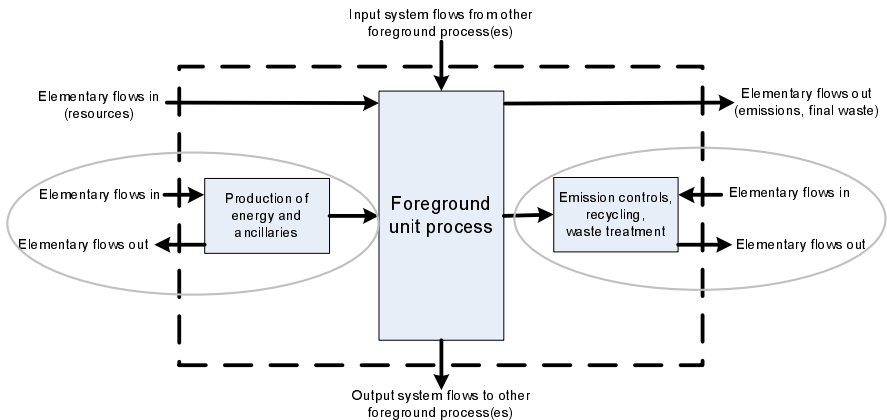 Input system flows from other
foreground process(es)
Elementary flows in
(resources)
Elementary flows out
(emissions, final waste)
Elementary flows in
Production of
energy and
ancillaries
Elementary flows out
Foreground
unit process
Emission controls,
recycling,
waste treatment
Elementary flows in
Elementary flows out
Output system flows to other
foreground process(es)